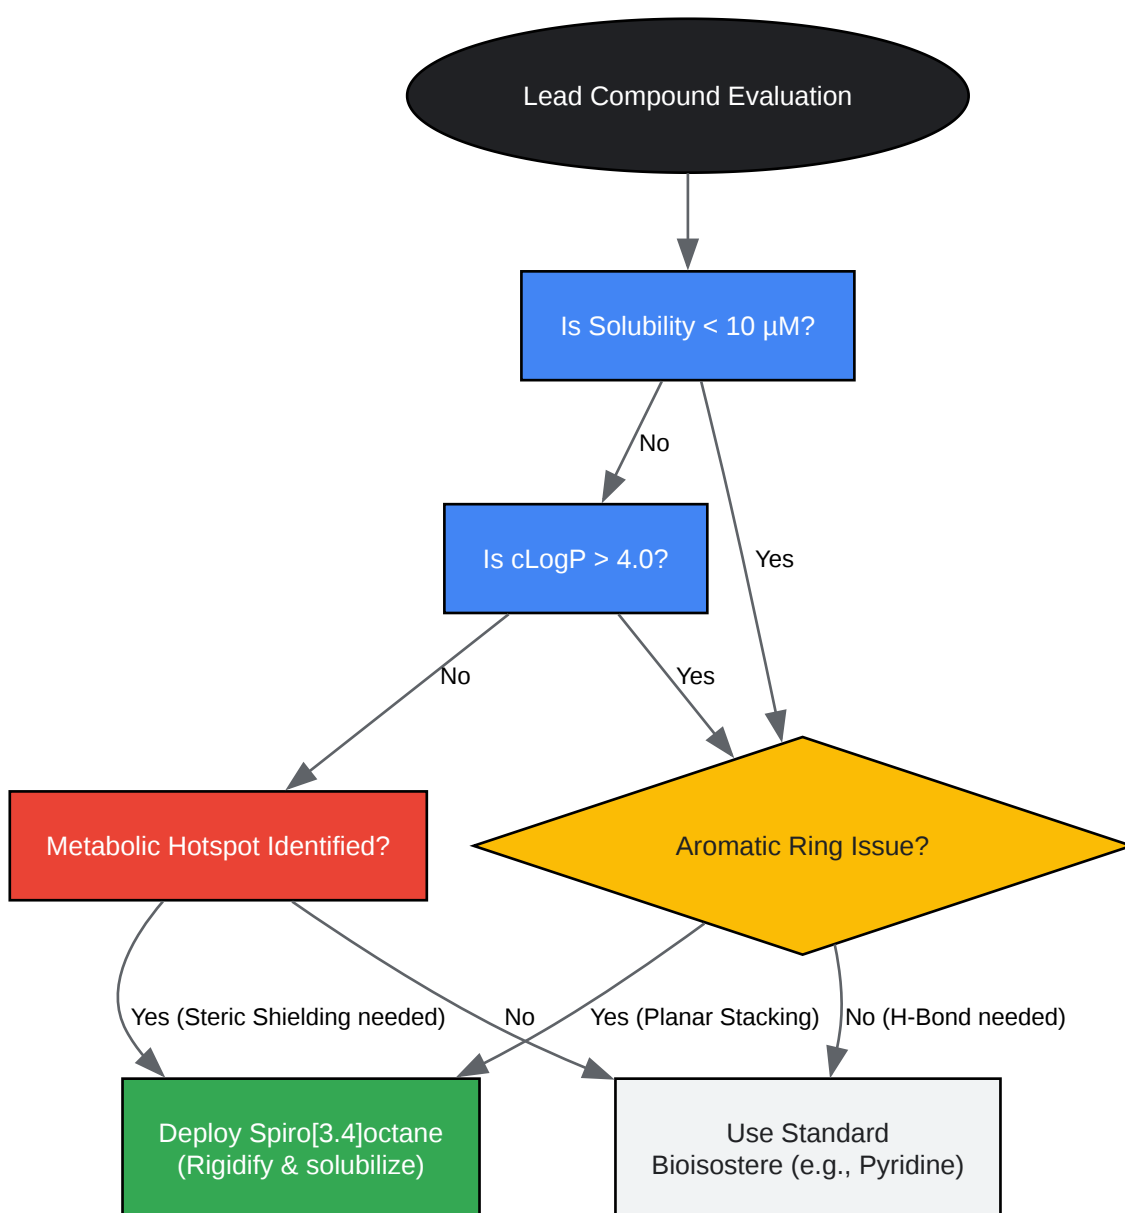 Lead Compound Evaluation
Is Solubility < 10 µM?
No
Yes
Is cLogP > 4.0?
No
Yes
Metabolic Hotspot Identified?
Aromatic Ring Issue?
Yes (Steric Shielding needed)
No
Yes (Planar Stacking)
No (H-Bond needed)
Deploy Spiro[3.4]octane
(Rigidify & solubilize)
Use Standard
Bioisostere (e.g., Pyridine)